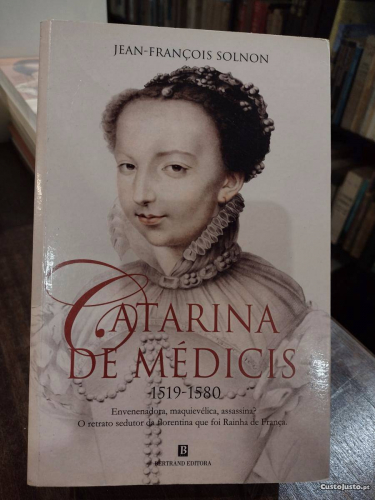 JEAN-FRANÇOIS SOLNON
CATARINA
DE MÉDICIS
1519-1580
Envenenadora, maquievélica, assassina?
O retrato sedutor da florentina que foi Rainha de França.
B
BERTRAND EDITORA
CustoJusto.pt